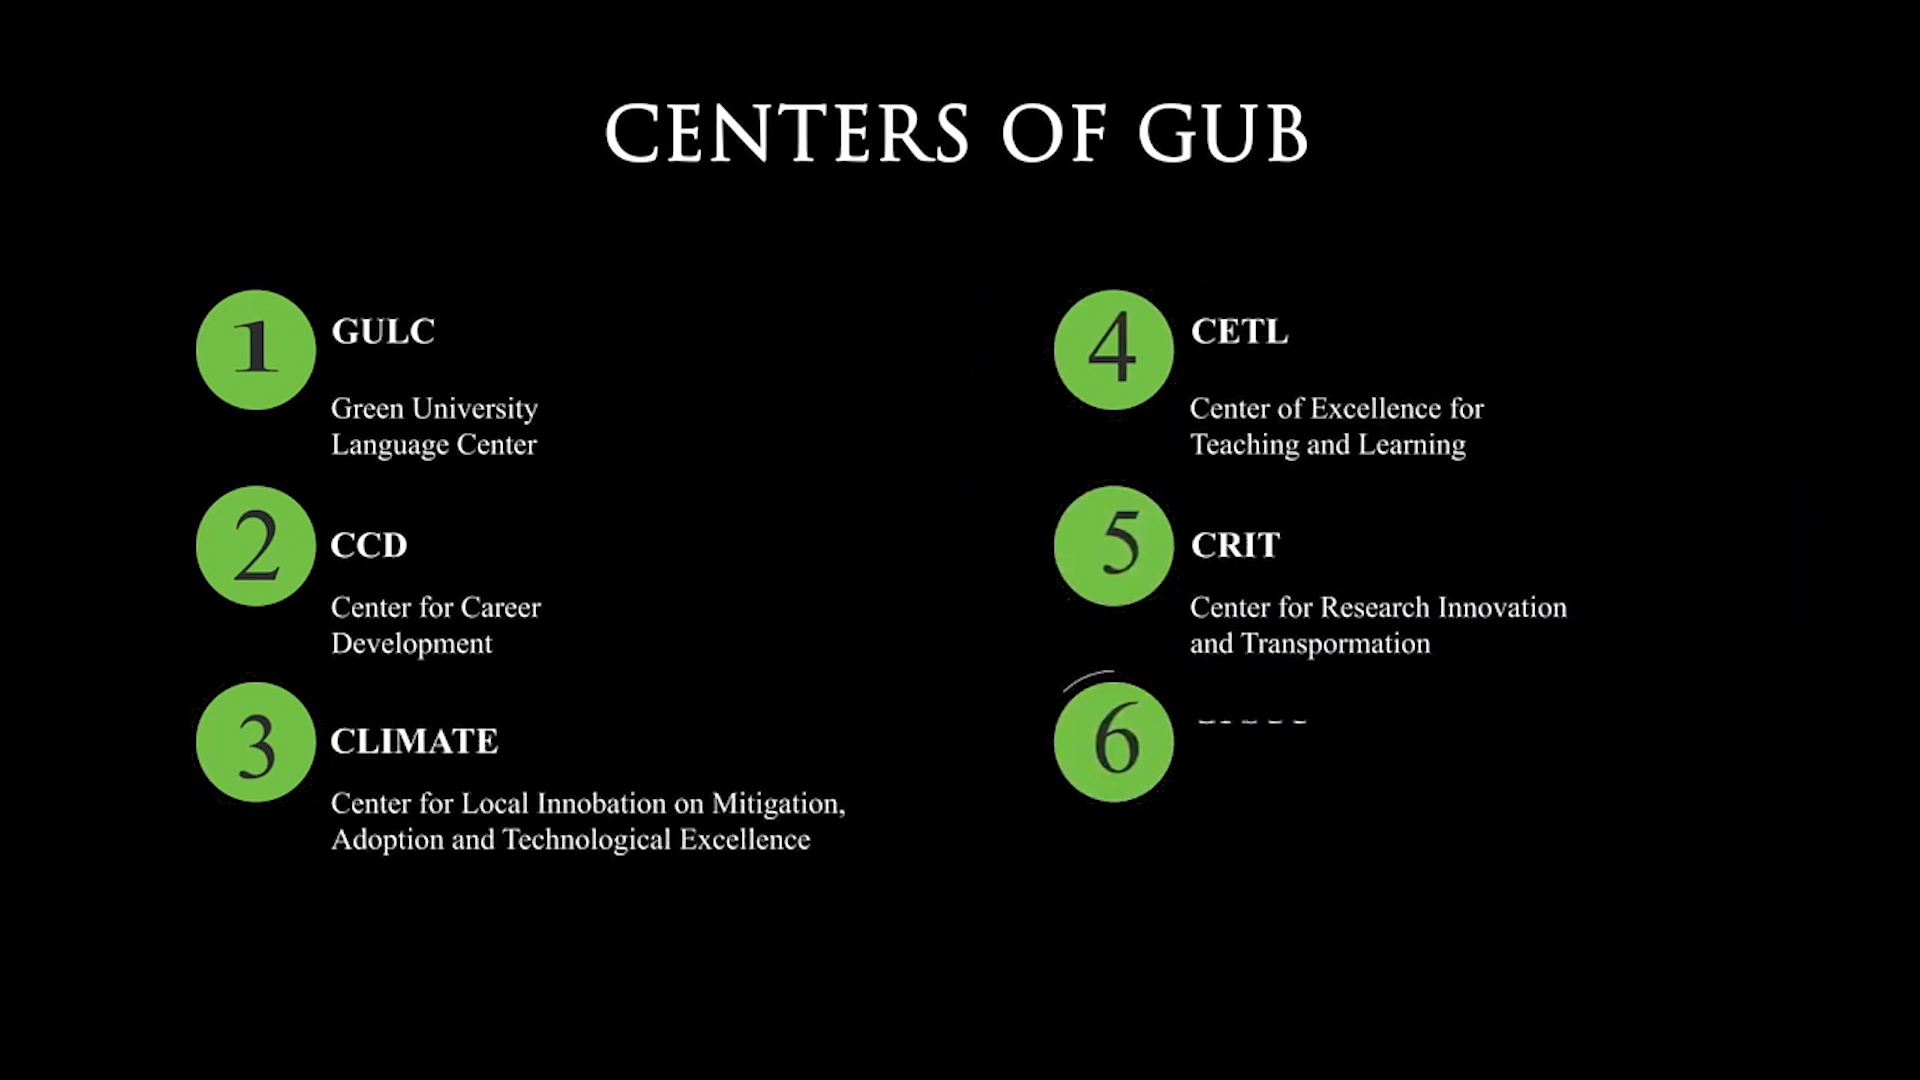 CENTERS OF GUB
1
GULC
Green University
Language Center
2
CCD
Center for Career
Development
3
CLIMATE
Center for Local Innobation on Mitigation,
Adoption and Technological Excellence
4
CETL
Center of Excellence for
Teaching and Learning
5
CRIT
Center for Research Innovation
and Transpormation
6